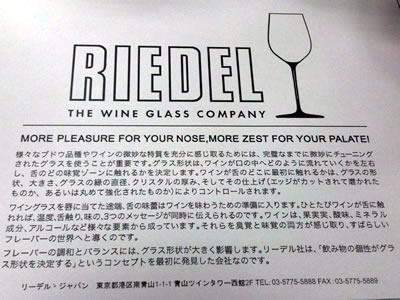 RIEDEL
THE WINE GLASS COMPANY
MORE PLEASURE FOR YOUR NOSE,MORE ZEST FOR YOUR PALATE!
様々なブドウ品種やワインの微妙な特質を充分に感じ取るためには、完璧なまでに微妙にチューニング
されたグラスを使うことが重要です。グラス形状は、ワインが口の中へどのように流れていくかを左右
し、舌のどの味覚ゾーンに触れるかを決定します。ワインが舌のどこに最初に触れるかは、グラスの形
状、大きさ、グラスの縁の直径、クリスタルの厚み、そしてその仕上げ(エッジがカットされて磨かれた
ものか、あるいは丸めて強化されたものか)によりコントロールされます。
ワイングラスを唇に当てた途端、舌の味蕾はワインを味わうための準備に入ります。ひとたびワインが舌に触
れれば、温度、舌触り、味の、3つのメッセージが同時に伝えられるのです。ワインは、果実実、酸味、ミネラル
成分、アルコールなど様々な要素から成っています。それらを臭覚と味覚の両方が感じ取り、すばらしい
フレーバーの世界へと導くのです。
フレーバーの調和とバランスには、グラス形状が大きく影響します。リーデル社は、「飲み物の個性がグ
ラス形状を決定する」というコンセプトを最初に発見した会社なのです。
リーデル・ジャパン 東京都港区南青山1-1-1 青山ツインタワー西館2F TEL:03-5775-5888 FAX:03-5775-5889